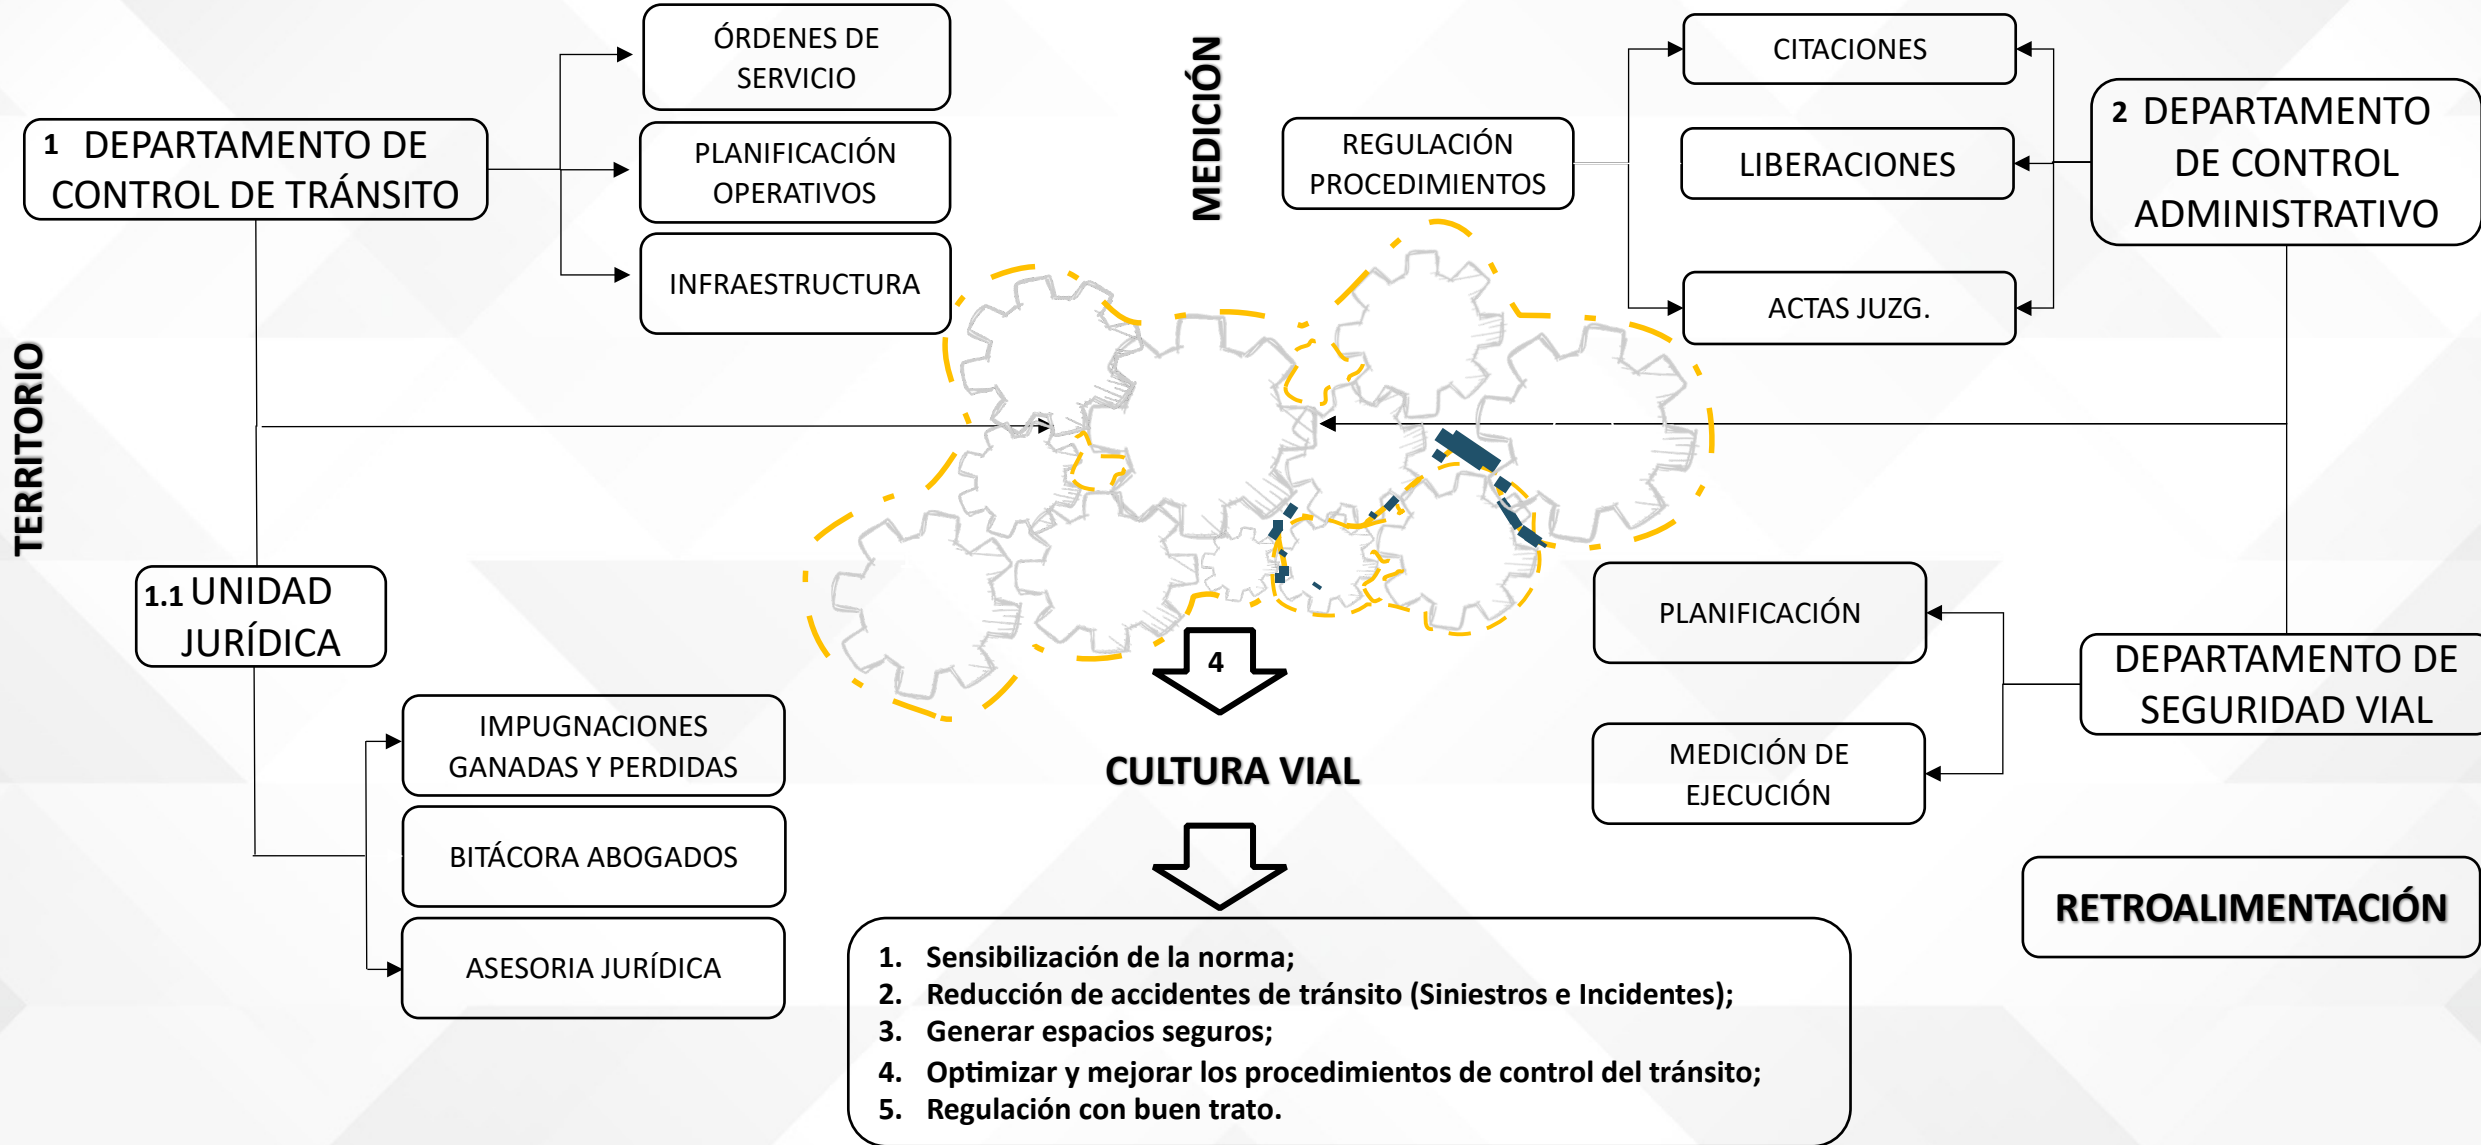 ÓRDENES DE
SERVICIO
1 DEPARTAMENTO DE
CONTROL DE TRÁNSITO
PLANIFICACIÓN
OPERATIVOS
INFRAESTRUCTURA
TERRITORIO
MEDICIÓN
REGULACIÓN
PROCEDIMIENTOS
CITACIONES
LIBERACIONES
ACTAS JUZG.
2 DEPARTAMENTO
DE CONTROL
ADMINISTRATIVO
1.1 UNIDAD
JURÍDICA
IMPUGNACIONES
GANADAS Y PERDIDAS
BITÁCORA ABOGADOS
ASESORIA JURÍDICA
PLANIFICACIÓN
MEDICIÓN DE
EJECUCIÓN
DEPARTAMENTO DE
SEGURIDAD VIAL
RETROALIMENTACIÓN
4
CULTURA VIAL
1. Sensibilización de la norma;
2. Reducción de accidentes de tránsito (Siniestros e Incidentes);
3. Generar espacios seguros;
4. Optimizar y mejorar los procedimientos de control del tránsito;
5. Regulación con buen trato.